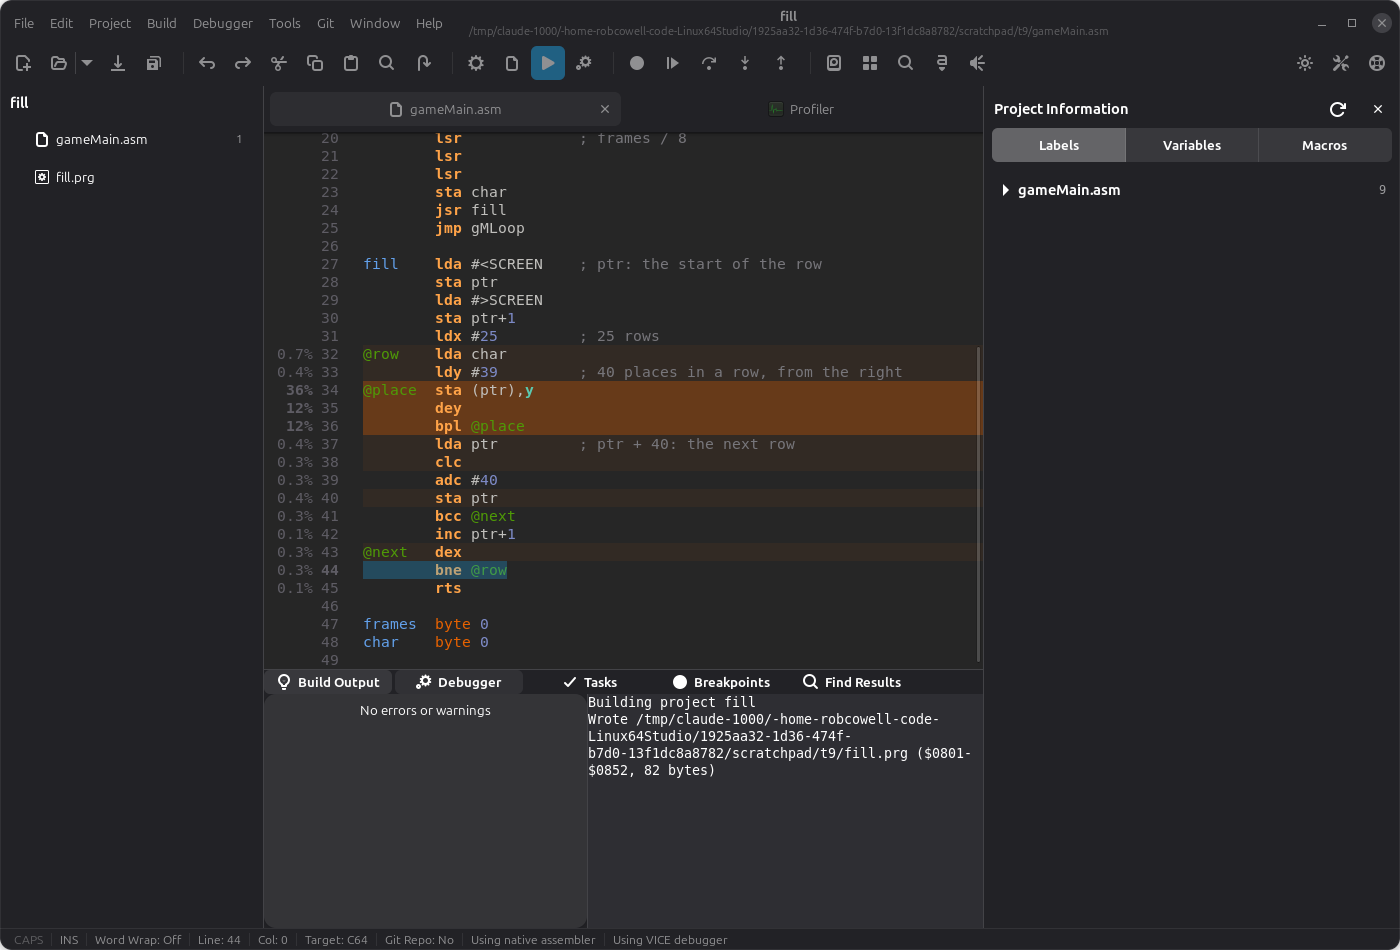 fill
File Edit Project Build Debugger Tools Git Window Help
/tmp/claude-1000/-home-robcowell-code-Linux64Studio/1925aa32-1d36-474f-b7d0-13f1dc8a8782/scratchpad/t9/gameMain.asm
fill
gameMain.asm 1
fill.prg
gameMain.asm
Profiler
20 lsr ; frames / 8
21 lsr
22 lsr
23 sta char
24 jsr fill
25 jmp gMLoop
26
27 fill lda #<SCREEN ; ptr: the start of the row
28 sta ptr
29 lda #>SCREEN
30 sta ptr+1
31 ldx #25 ; 25 rows
0.7% 32 @row lda char
0.4% 33 ldy #39 ; 40 places in a row, from the right
36% 34 @place sta (ptr),y
12% 35 dey
12% 36 bpl @place
0.4% 37 lda ptr ; ptr + 40: the next row
0.3% 38 clc
0.3% 39 adc #40
0.4% 40 sta ptr
0.3% 41 bcc @next
0.1% 42 inc ptr+1
0.3% 43 @next dex
0.3% 44 bne @row
0.1% 45 rts
46
47 frames byte 0
48 char byte 0
49
Build Output Debugger Tasks Breakpoints Find Results
No errors or warnings
Building project fill
Wrote /tmp/claude-1000/-home-robcowell-code-
Linux64Studio/1925aa32-1d36-474f-
b7d0-13f1dc8a8782/scratchpad/t9/fill.prg ($0801-
$0852, 82 bytes)
Project Information
Labels Variables Macros
gameMain.asm 9
CAPS INS Word Wrap: Off Line: 44 Col: 0 Target: C64 Git Repo: No Using native assembler Using VICE debugger